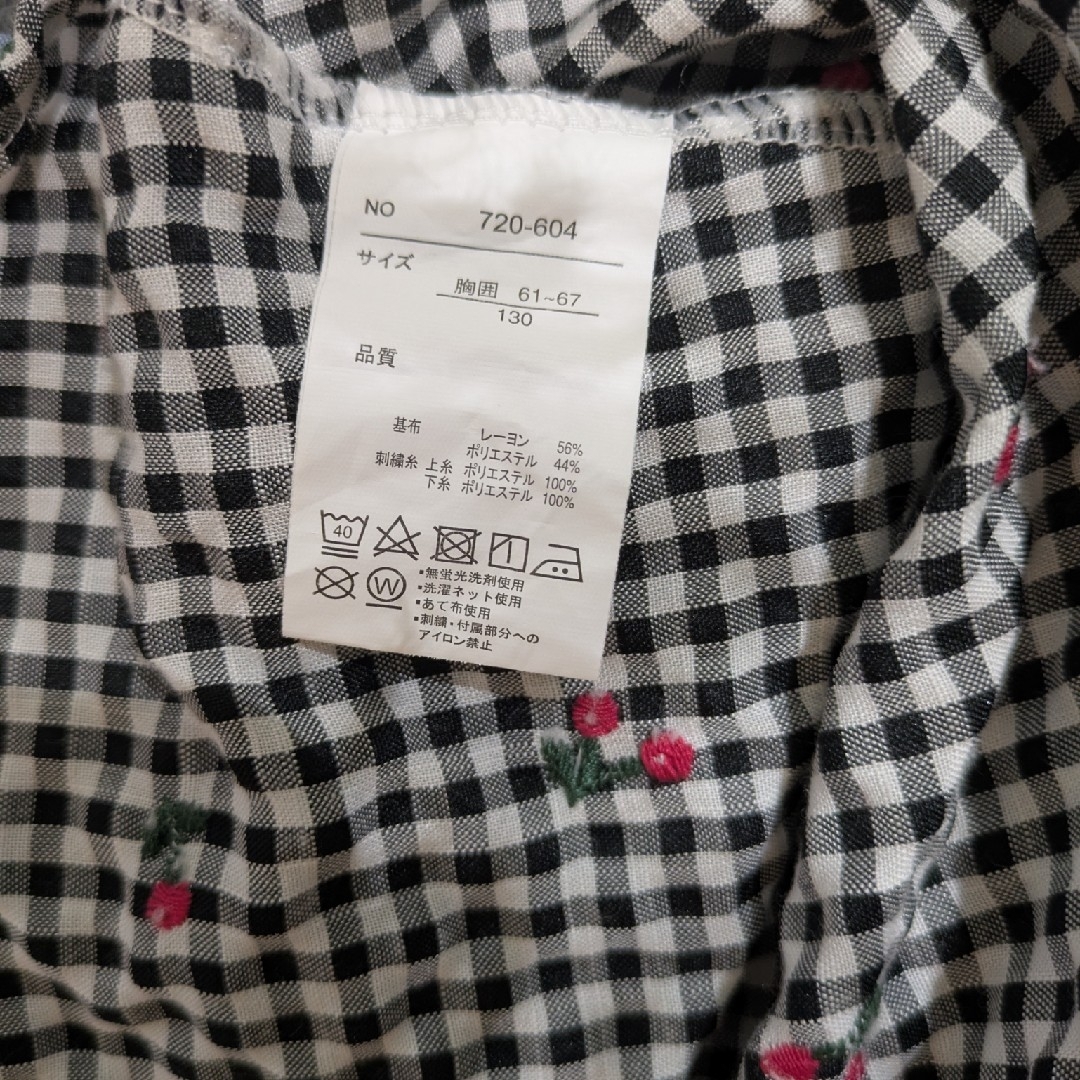 NO 720-604
サイズ
胸囲 61~67
130
品質
基布 レーヨン 56%
ポリエステル 44%
刺繍糸 上糸 ポリエステル 100%
下糸 ポリエステル 100%
40
W
・無蛍光洗剤使用
・洗濯ネット使用
・あて布使用
・刺繍・付属部分への
アイロン禁止